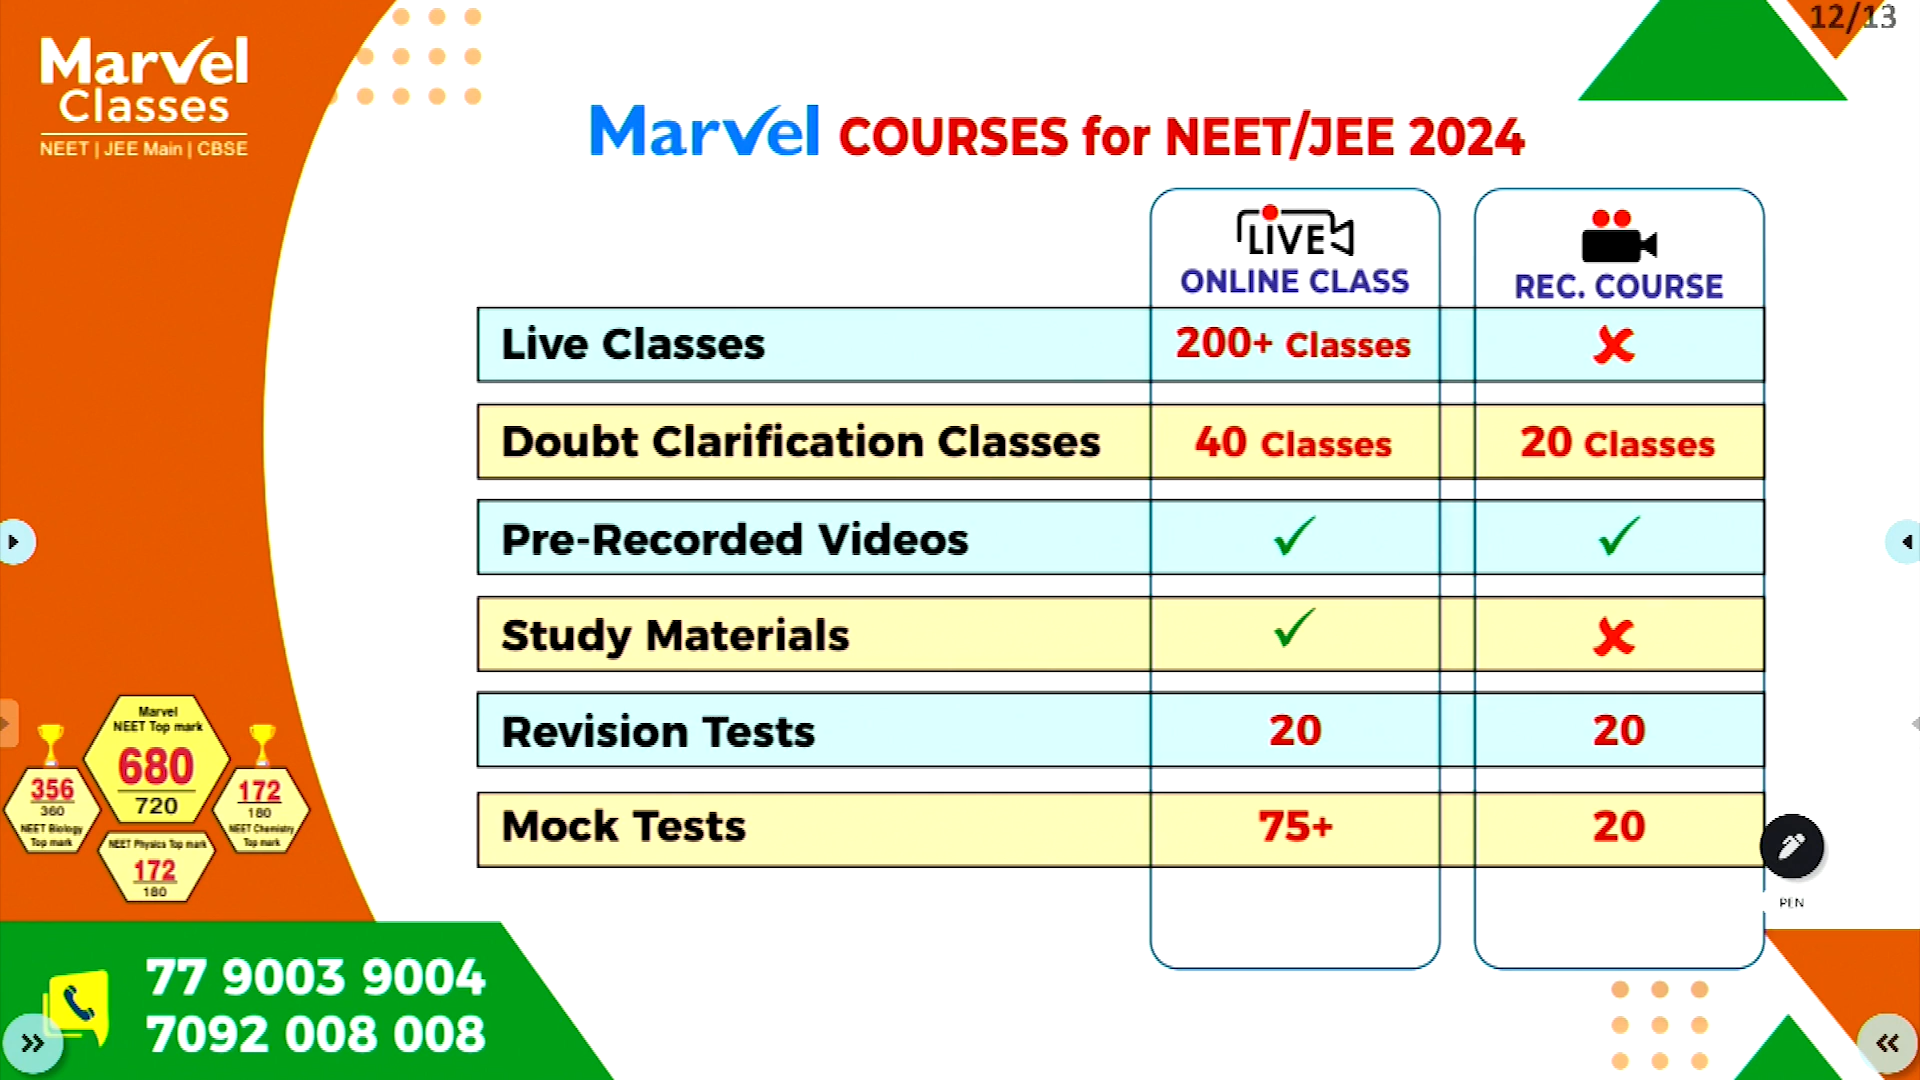 12/13
Marvel
Classes
NEET | JEE Main | CBSE
Marvel COURSES for NEET/JEE 2024
LIVE
ONLINE CLASS
REC. COURSE
Live Classes 200+ Classes ✘
Doubt Clarification Classes 40 Classes 20 Classes
Pre-Recorded Videos ✓ ✓
Study Materials ✓ ✘
Revision Tests 20 20
Mock Tests 75+ 20
Marvel
NEET Top mark
680
720
356
360
NEET Biology
Top mark
172
180
NEET Chemistry
Top mark
NEET Physics Top mark
172
180
PEN
77 9003 9004
7092 008 008